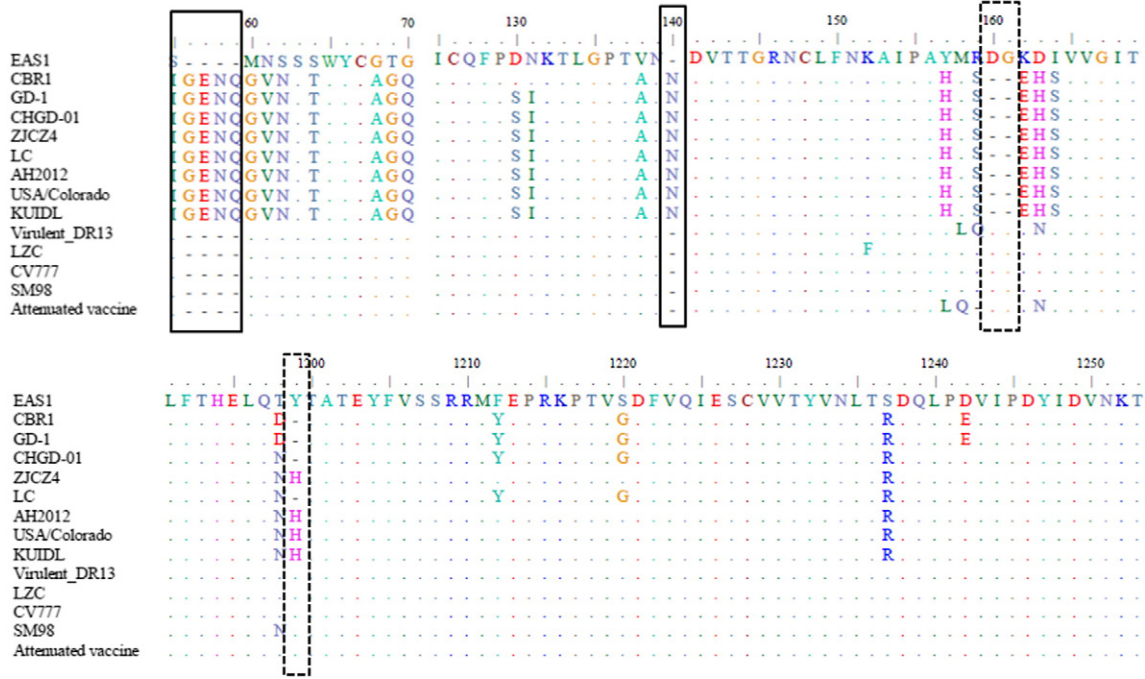 60 70 130 140 150 160
EAS1 S - - - - M N S S S W Y C G T G I C Q F P D N K T L G P T V N - D V T T G R N C L F N K A I P A Y M R D G K D I V V G I T
CBR1 I G E N Q G V N . T A G Q A N H S - - E H S
GD-1 I G E N Q G V N . T A G Q S I A N H S - - E H S
CHGD-01 I G E N Q G V N . T A G Q S I A N H S - - E H S
ZJCZ4 I G E N Q G V N . T A G Q S I A N H S - - E H S
LC I G E N Q G V N . T A G Q S I A N H S - - E H S
AH2012 I G E N Q G V N . T A G Q S I A N H S - - E H S
USA/Colorado I G E N Q G V N . T A G Q S I A N H S - - E H S
KUIDL I G E N Q G V N . T A G Q S I A N H S - - E H S
Virulent_DR13 - - - - - - L Q N
LZC - - - - - - F
CV777 - - - - - -
SM98 - - - - - -
Attenuated vaccine - - - - - - L Q - N
1200 1210 1220 1230 1240 1250
EAS1 L F T H E L Q T Y T A T E Y F V S S R R M F E P R K P T V S D F V Q I E S C V V T Y V N L T S D Q L P D V I P D Y I D V N K T
CBR1 D - Y G R E
GD-1 D - Y G R E
CHGD-01 N - Y G R
ZJCZ4 N H R
LC N - Y G R
AH2012 N H R
USA/Colorado N H R
KUIDL N H R
Virulent_DR13
LZC
CV777
SM98 N
Attenuated vaccine